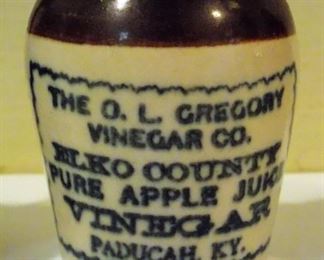 THE O. L. GREGORY
VINEGAR CO.
ELKO COUNTY
PURE APPLE JUICE
VINEGAR
PADUCAH, KY.